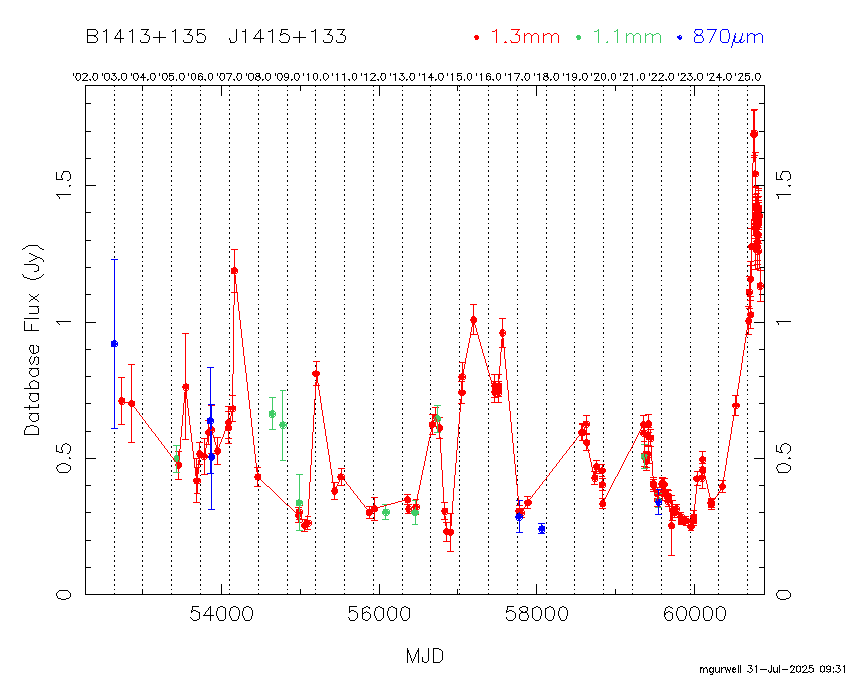 B1413+135 J1415+133
1.3mm 1.1mm 870μm
'02.0 '03.0 '04.0 '05.0 '06.0 '07.0 '08.0 '09.0 '10.0 '11.0 '12.0 '13.0 '14.0 '15.0 '16.0 '17.0 '18.0 '19.0 '20.0 '21.0 '22.0 '23.0 '24.0 '25.0
1.5 1.5
1 1
0.5 0.5
0 0
Database Flux (Jy)
54000 56000 58000 60000
MJD
mgurwell 31-Jul-2025 09:31